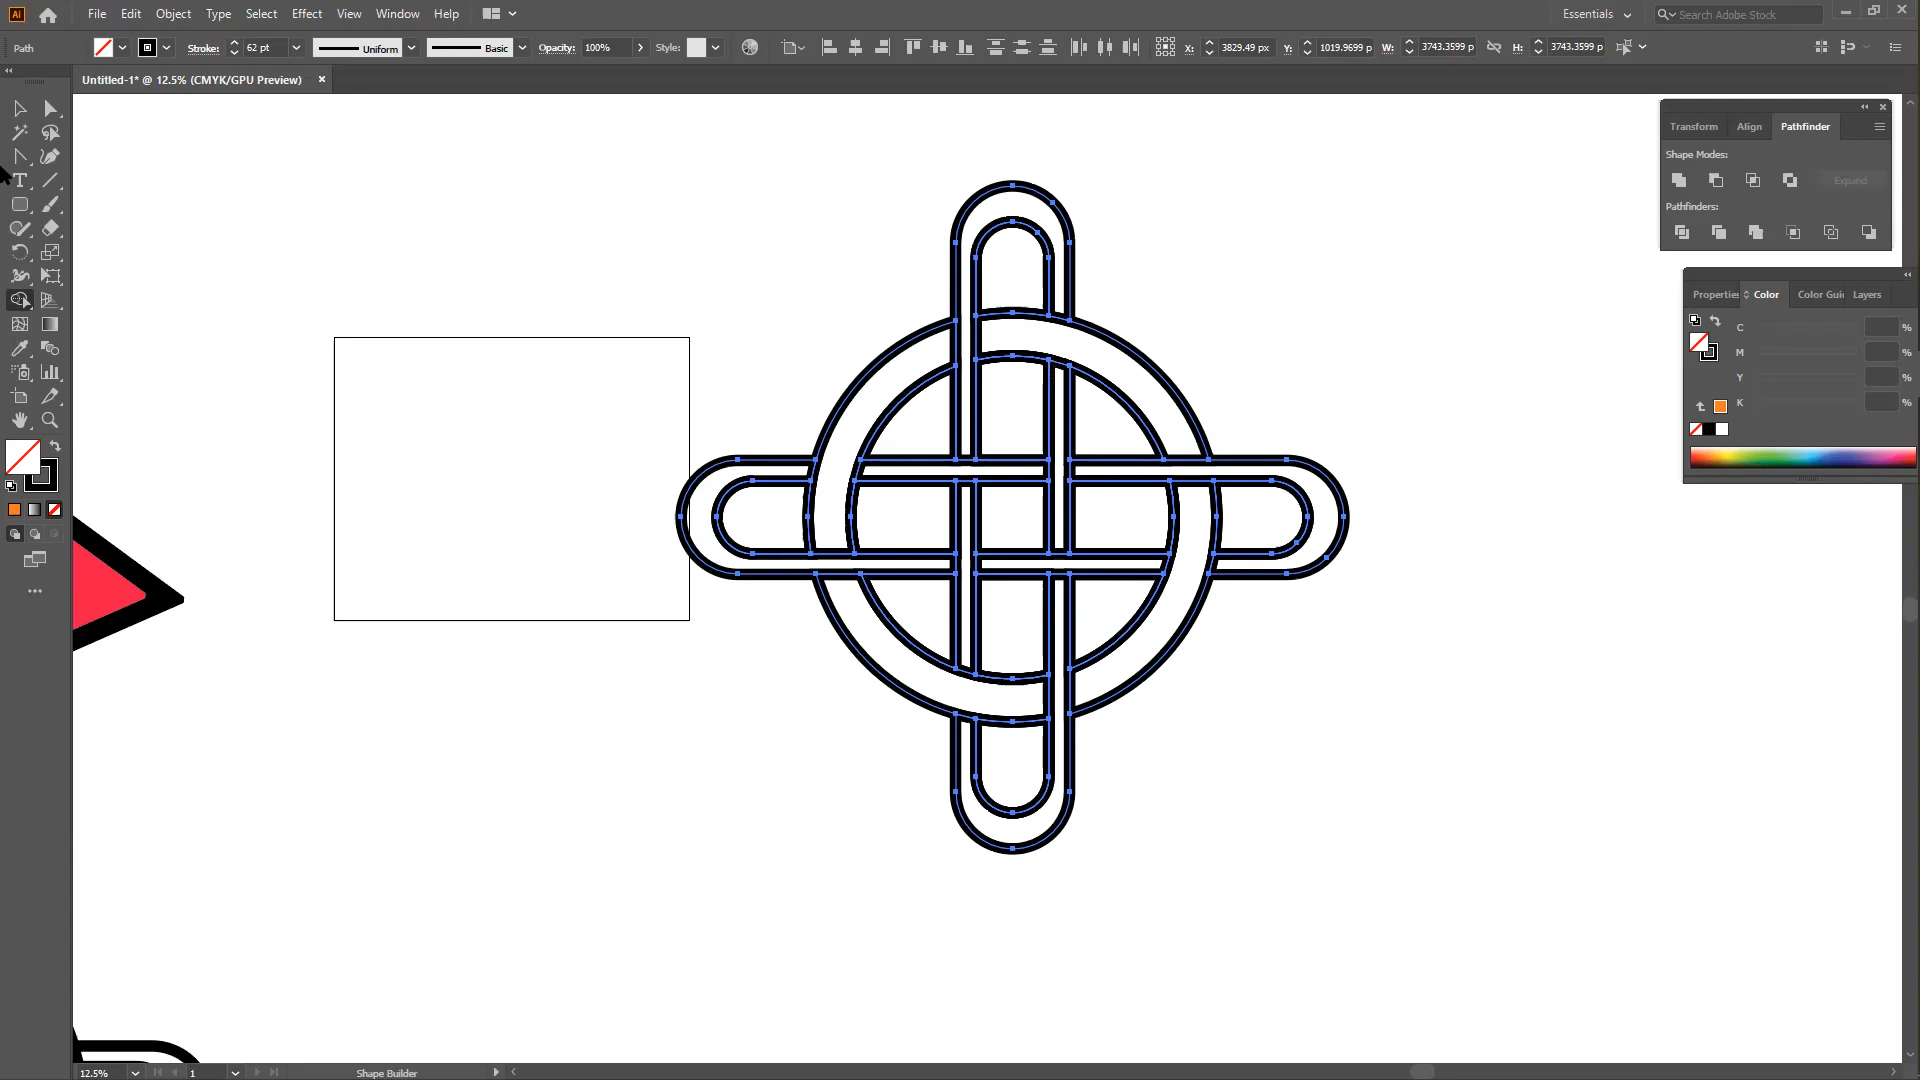 Ai File Edit Object Type Select Effect View Window Help Essentials Search Adobe Stock
Path Stroke: 62 pt Uniform Basic Opacity: 100% Style: X: 3829.49 px Y: 1019.9699 p W: 3743.3599 p H: 3743.3599 p
Untitled-1* @ 12.5% (CMYK/GPU Preview) ×
Transform Align Pathfinder
Shape Modes:
Expand
Pathfinders:
Properties Color Color Gui Layers
C %
M %
Y %
K %
12.5% 1 Shape Builder